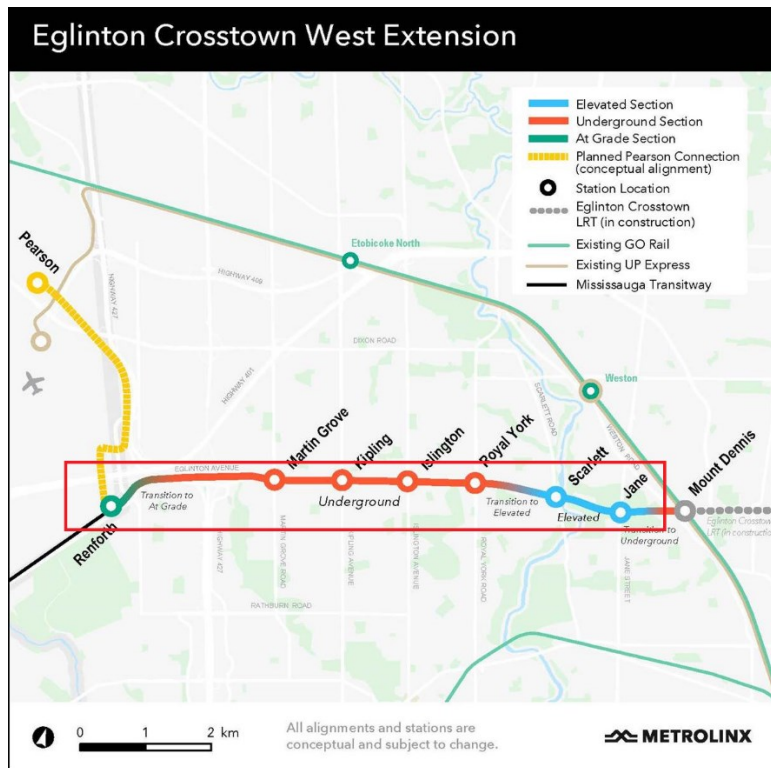 Eglinton Crosstown West Extension
Elevated Section
Underground Section
At Grade Section
Planned Pearson Connection
(conceptual alignment)
Station Location
Eglinton Crosstown
LRT (in construction)
Existing GO Rail
Existing UP Express
Mississauga Transitway
Pearson
Etobicoke North
HIGHWAY 427
HIGHWAY 409
DIXON ROAD
HIGHWAY 401
Weston
SCARLETT ROAD
WESTON ROAD
EGLINTON AVENUE
Martin Grove
Kipling
Islington
Royal York
Scarlett
Jane
Mount Dennis
Transition to
At Grade
Underground
Transition to
Elevated
Elevated
Transition to
Underground
Eglinton Crosstown
LRT (in construction)
Renforth
HIGHWAY 427
MARTIN GROVE ROAD
KIPLING AVENUE
ISLINGTON AVENUE
ROYAL YORK ROAD
JANE STREET
RATHBURN ROAD
0 1 2 km
All alignments and stations are
conceptual and subject to change.
METROLINX